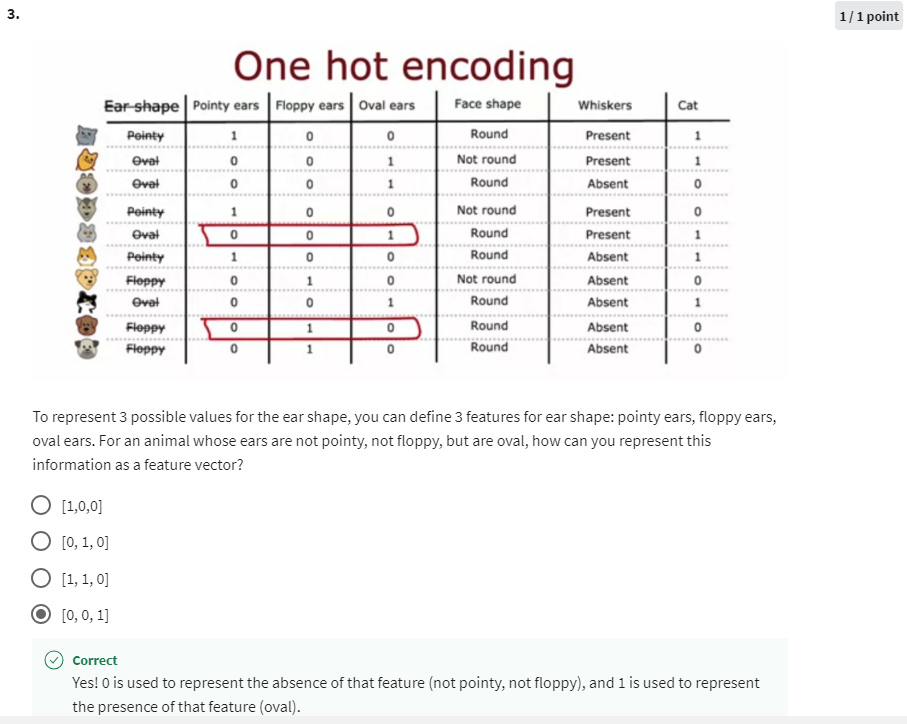 3.
1 / 1 point
One hot encoding
Ear shape Pointy ears Floppy ears Oval ears Face shape Whiskers Cat
Pointy 1 0 0 Round Present 1
Oval 0 0 1 Not round Present 1
Oval 0 0 1 Round Absent 0
Pointy 1 0 0 Not round Present 0
Oval 0 0 1 Round Present 1
Pointy 1 0 0 Round Absent 1
Floppy 0 1 0 Not round Absent 0
Oval 0 0 1 Round Absent 1
Floppy 0 1 0 Round Absent 0
Floppy 0 1 0 Round Absent 0
To represent 3 possible values for the ear shape, you can define 3 features for ear shape: pointy ears, floppy ears,
oval ears. For an animal whose ears are not pointy, not floppy, but are oval, how can you represent this
information as a feature vector?
[1,0,0]
[0, 1, 0]
[1, 1, 0]
[0, 0, 1]
Correct
Yes! 0 is used to represent the absence of that feature (not pointy, not floppy), and 1 is used to represent
the presence of that feature (oval).